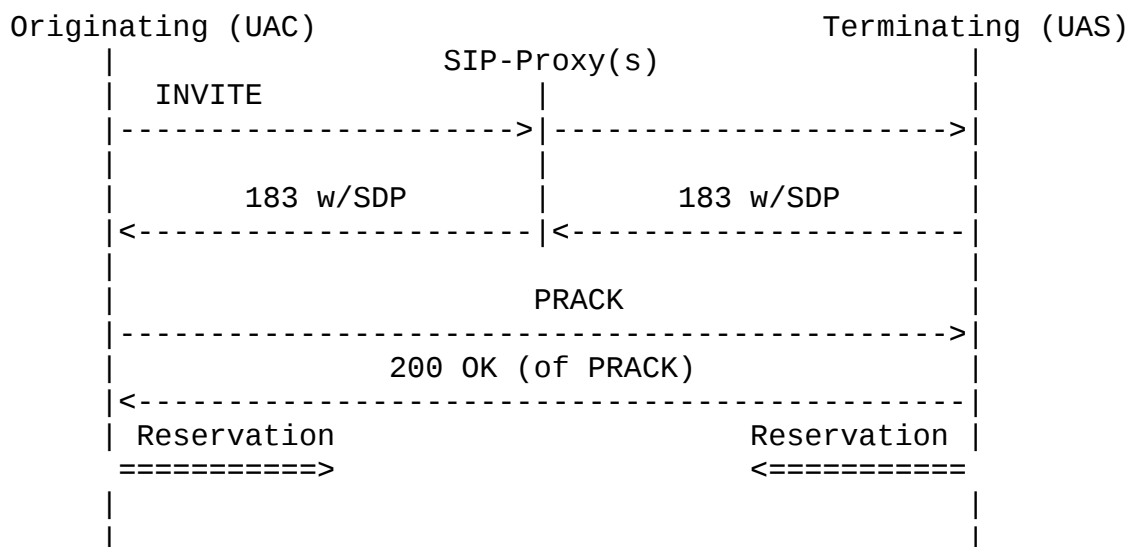 Originating (UAC)                            Terminating (UAS)
      |                  SIP-Proxy(s)                  |
      |  INVITE               |                       |
      |---------------------->|---------------------->|
      |                       |                       |
      |       183 w/SDP       |       183 w/SDP       |
      |<----------------------|<----------------------|
      |                                               |
      |                       PRACK                   |
      |---------------------------------------------->|
      |               200 OK (of PRACK)               |
      |<----------------------------------------------|
      | Reservation                       Reservation |
       ===========>                       <===========
      |                                               |
      |                                               |